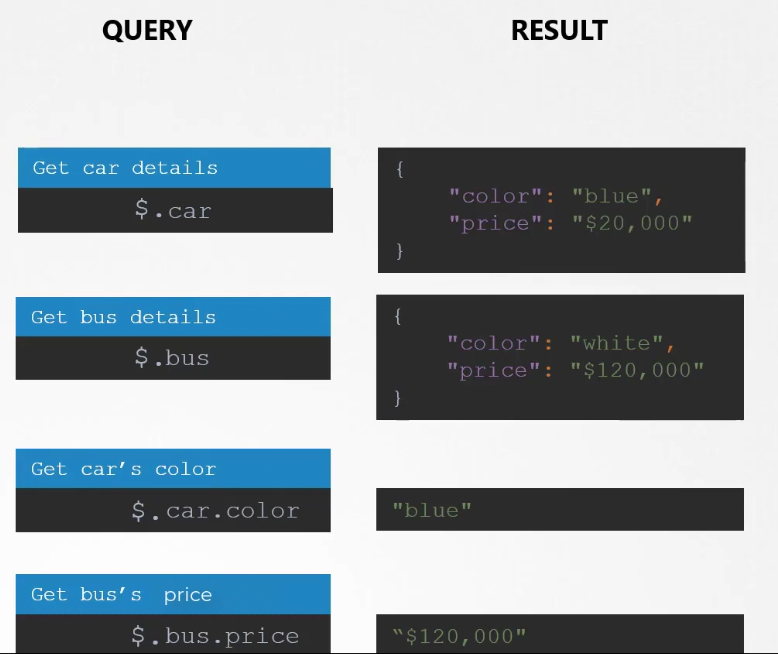 QUERY
RESULT
Get car details
$.car
{
"color": "blue",
"price": "$20,000"
}
Get bus details
$.bus
{
"color": "white",
"price": "$120,000"
}
Get car’s color
$.car.color
"blue"
Get bus’s price
$.bus.price
“$120,000"